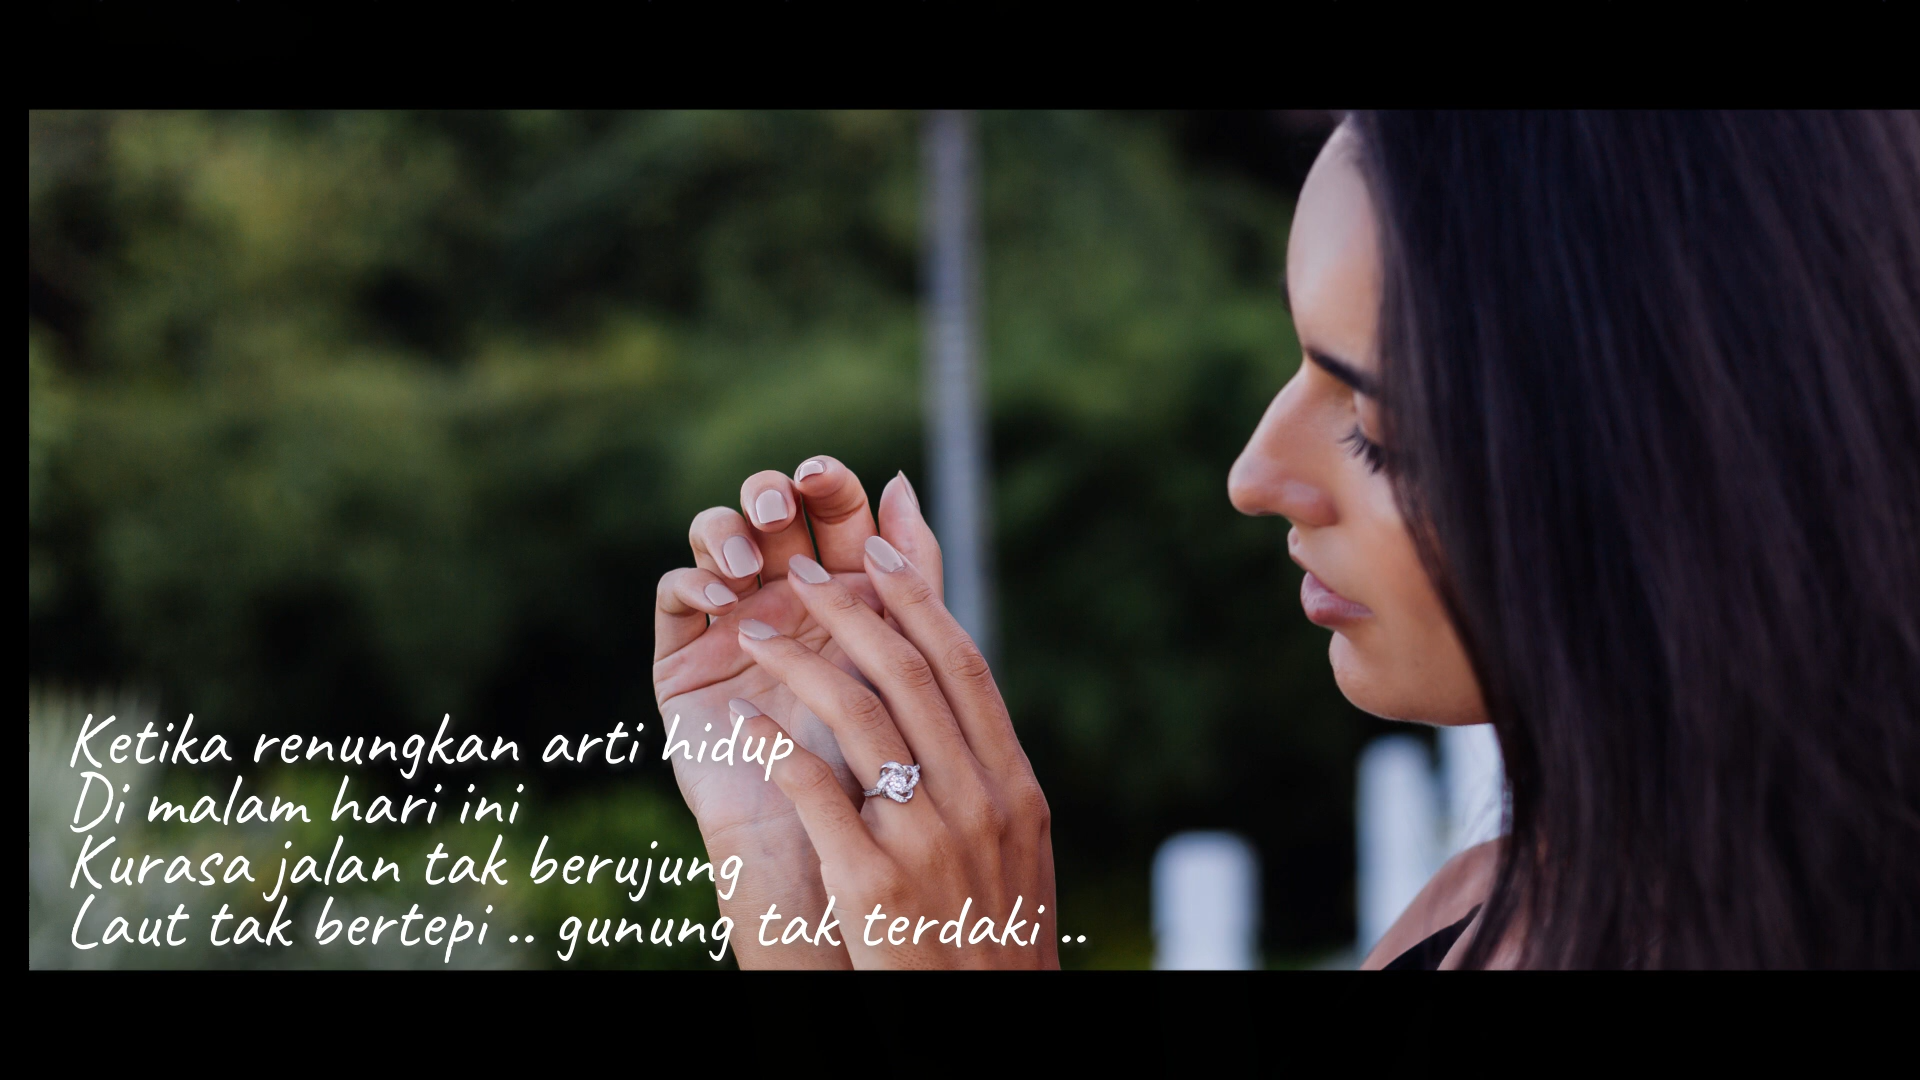 Ketika renungkan arti hidup
Di malam hari ini
Kurasa jalan tak berujung
Laut tak bertepi .. gunung tak terdaki ..